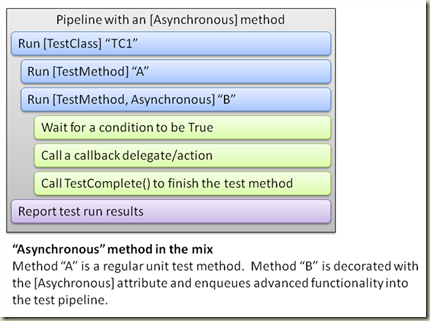 Pipeline with an [Asynchronous] method
Run [TestClass] “TC1”
Run [TestMethod] “A”
Run [TestMethod, Asynchronous] “B”
Wait for a condition to be True
Call a callback delegate/action
Call TestComplete() to finish the test method
Report test run results
“Asynchronous” method in the mix
Method “A” is a regular unit test method.  Method “B” is decorated with
the [Asychronous] attribute and enqueues advanced functionality into
the test pipeline.